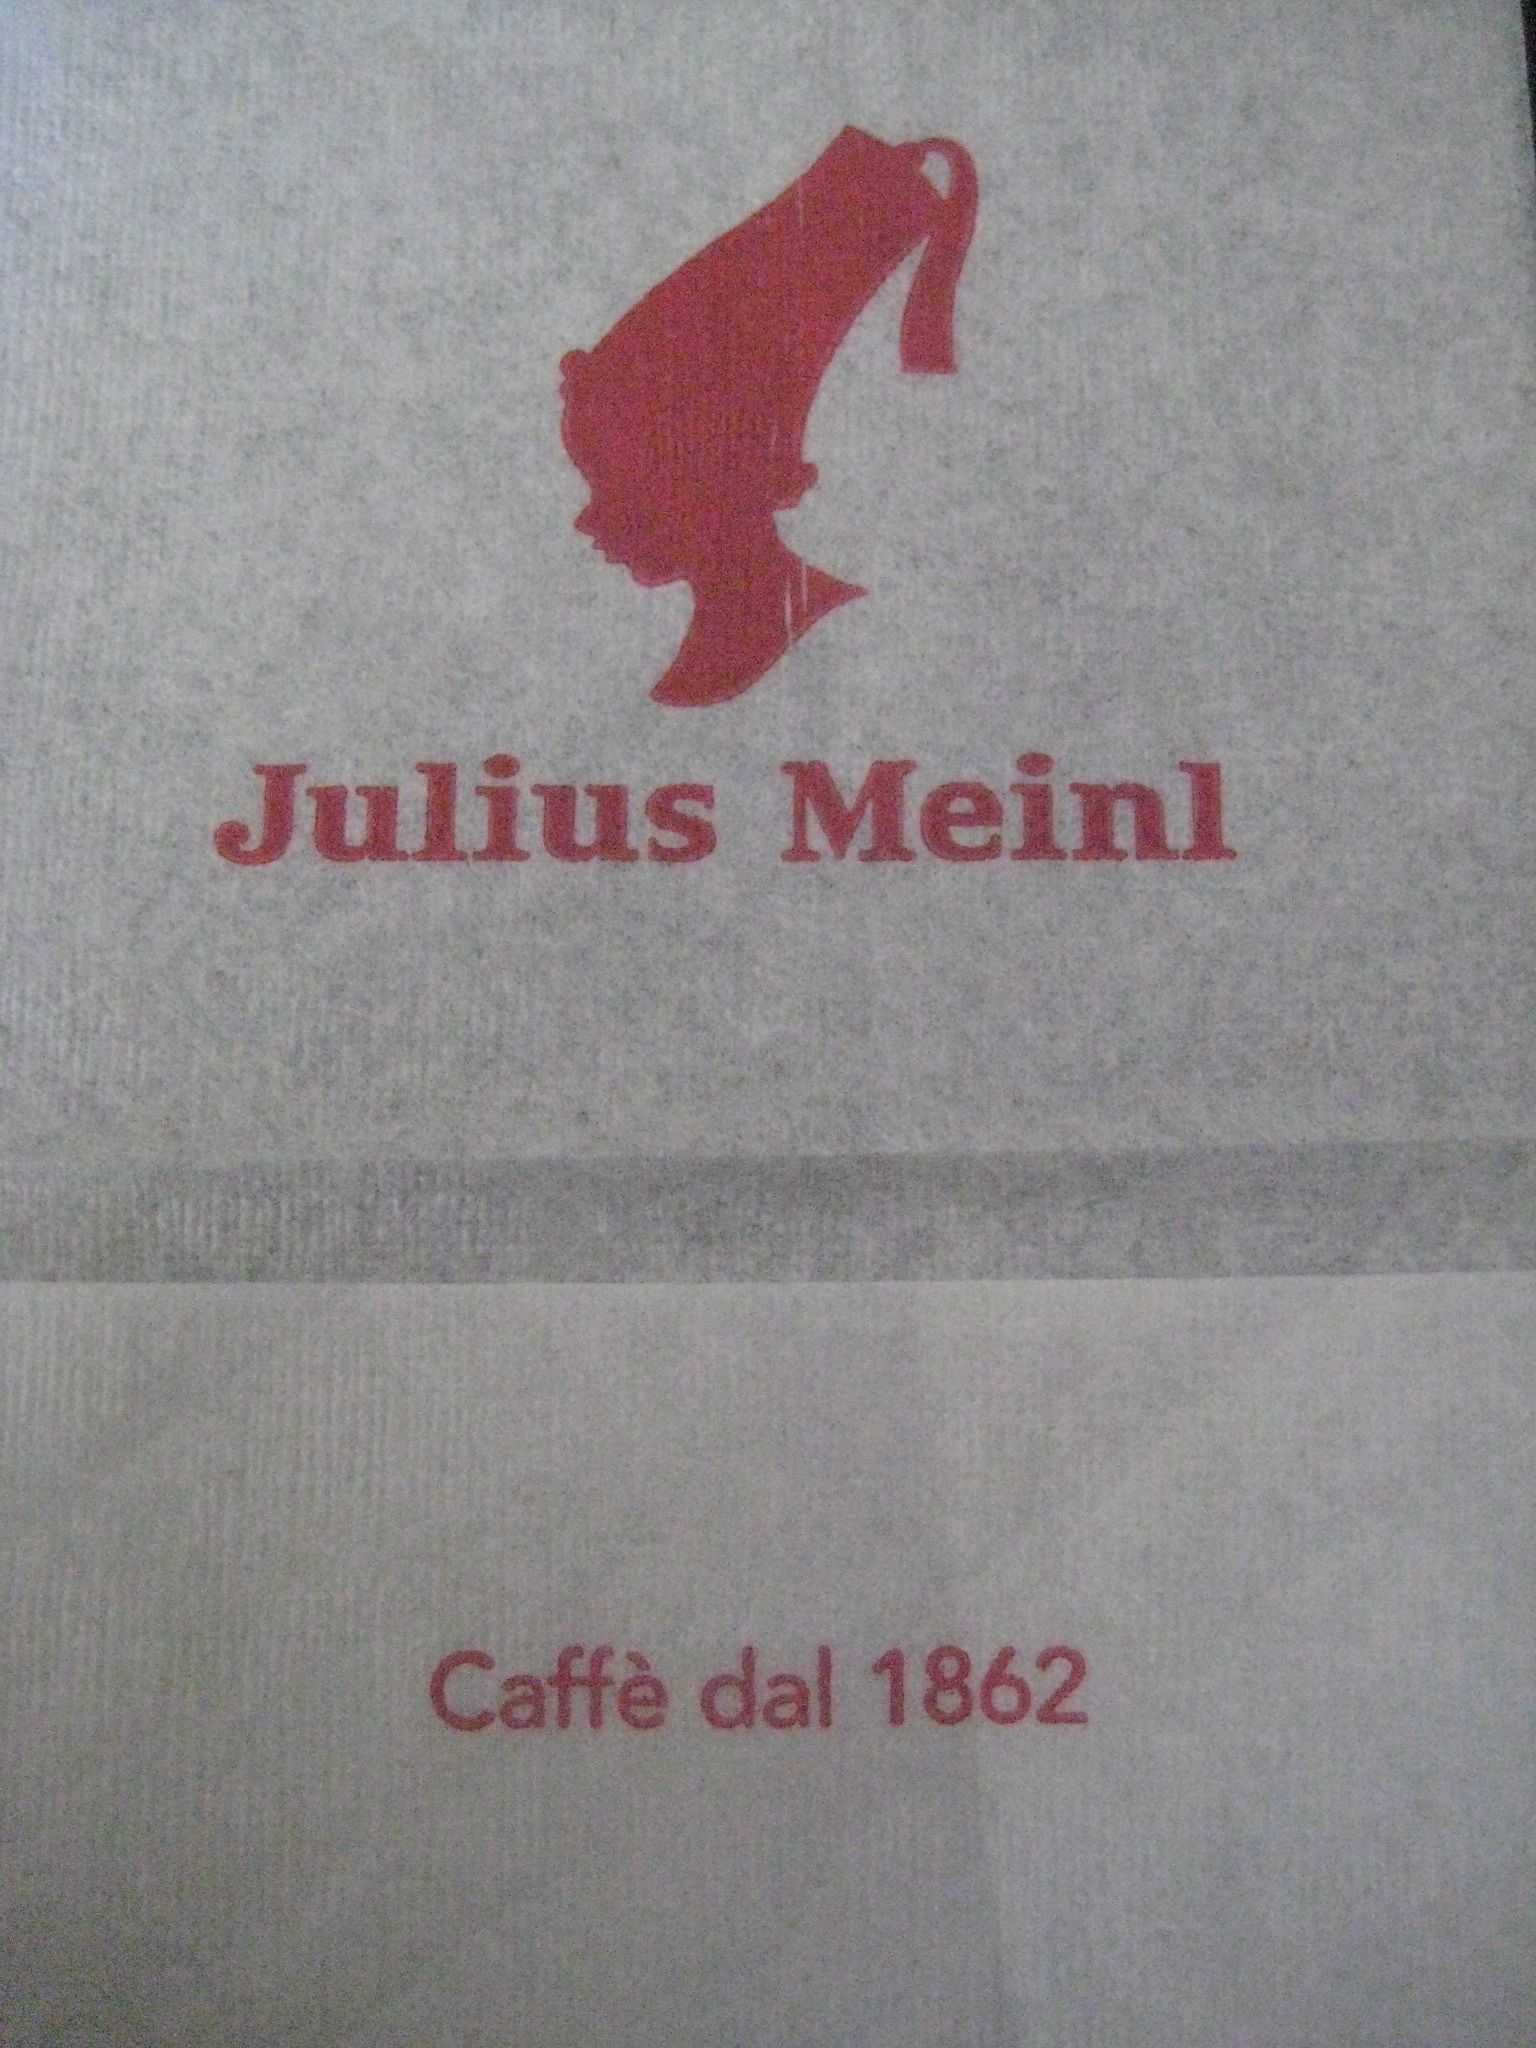 Julius Meinl
Caffè dal 1862